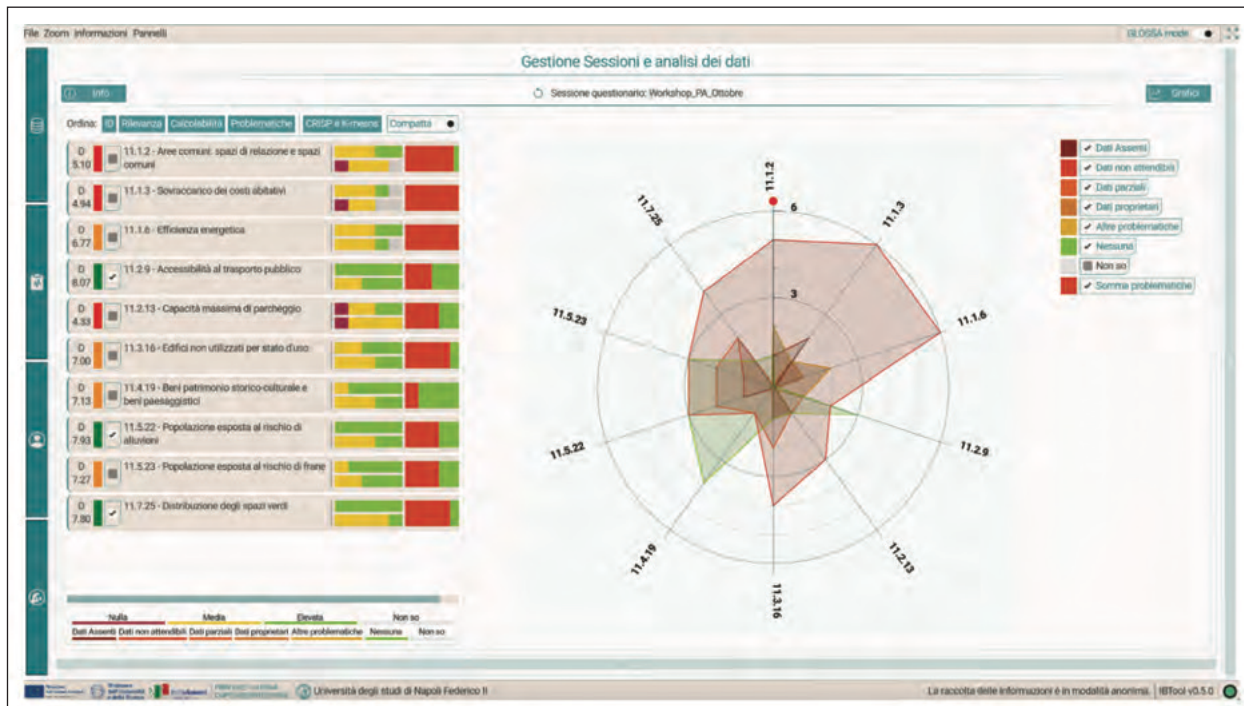 File Zoom Informazioni Pannelli
GLOSSA mode
Gestione Sessioni e analisi dei dati
Info
Sessione questionario: Workshop_PA_Ottobre
Grafici
Ordina: ID Rilevanza Calcolabilità Problematiche CRISP e K-means Compatta
D 5.10
11.1.2 - Aree comuni: spazi di relazione e spazi
comuni
D 4.94
11.1.3 - Sovraccarico dei costi abitativi
D 6.77
11.1.6 - Efficienza energetica
D 8.07
11.2.9 - Accessibilità al trasporto pubblico
D 4.33
11.2.13 - Capacità massima di parcheggio
D 7.00
11.3.16 - Edifici non utilizzati per stato d'uso
D 7.13
11.4.19 - Beni patrimonio storico-culturale e
beni paesaggistici
D 7.93
11.5.22 - Popolazione esposta al rischio di
alluvioni
D 7.27
11.5.23 - Popolazione esposta al rischio di frane
D 7.80
11.7.25 - Distribuzione degli spazi verdi
Nulla Media Elevata Non so
Dati Assenti Dati non attendibili Dati parziali Dati proprietari Altre problematiche Nessuna Non so
11.1.2
11.1.3
11.1.6
11.2.9
11.2.13
11.3.16
11.4.19
11.5.22
11.5.23
11.7.25
6
3
Dati Assenti
Dati non attendibili
Dati parziali
Dati proprietari
Altre problematiche
Nessuna
Non so
Somma problematiche
Università degli studi di Napoli Federico II
La raccolta delle informazioni è in modalità anonima.
IBTool v0.5.0